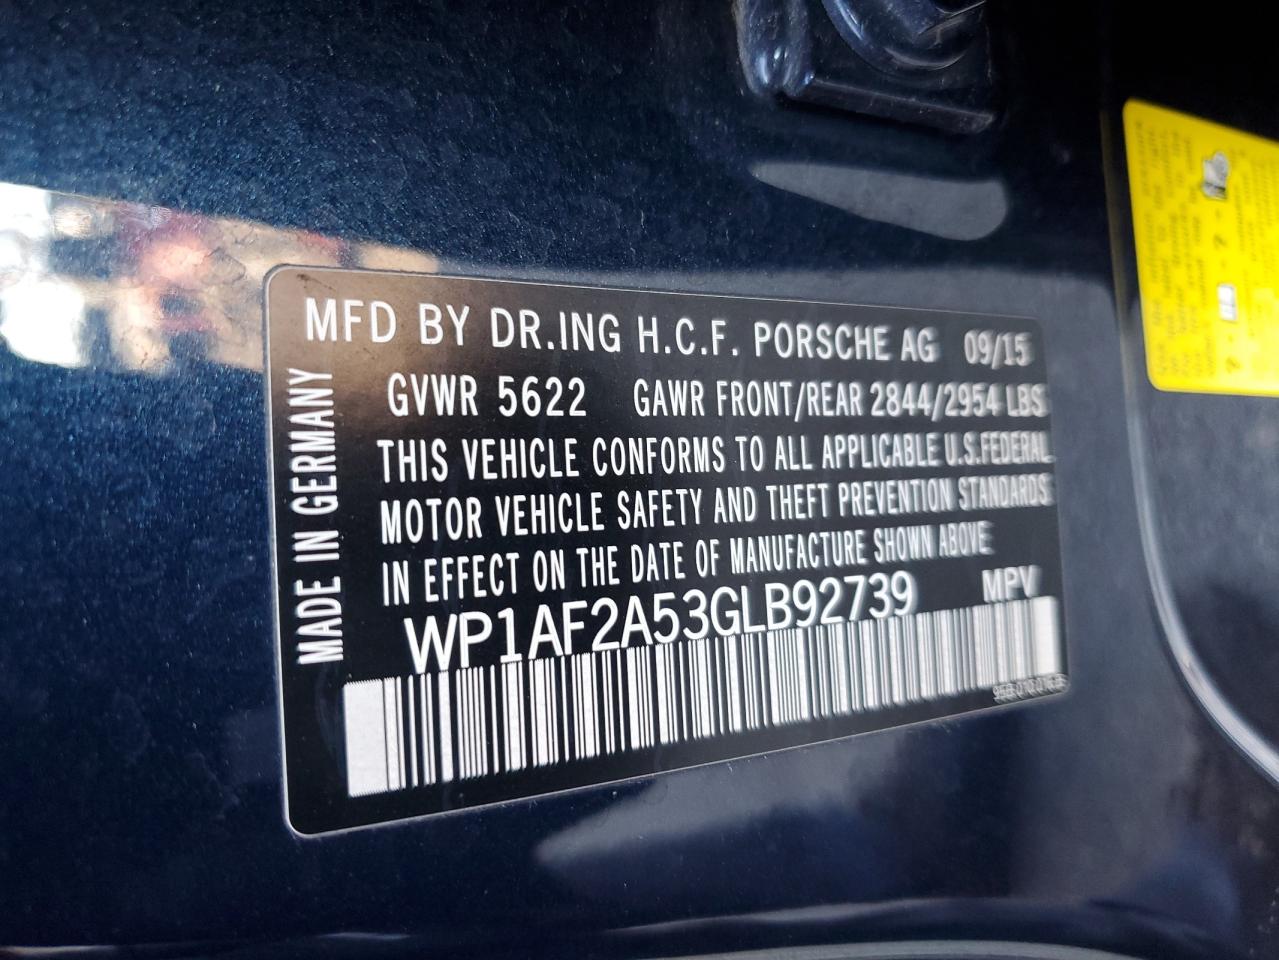 MFD BY DR.ING H.C.F. PORSCHE AG 09/15
GVWR 5622 GAWR FRONT/REAR 2844/2954 LBS
THIS VEHICLE CONFORMS TO ALL APPLICABLE U.S.FEDERAL
MOTOR VEHICLE SAFETY AND THEFT PREVENTION STANDARDS
IN EFFECT ON THE DATE OF MANUFACTURE SHOWN ABOVE
WP1AF2A53GLB92739 MPV
MADE IN GERMANY